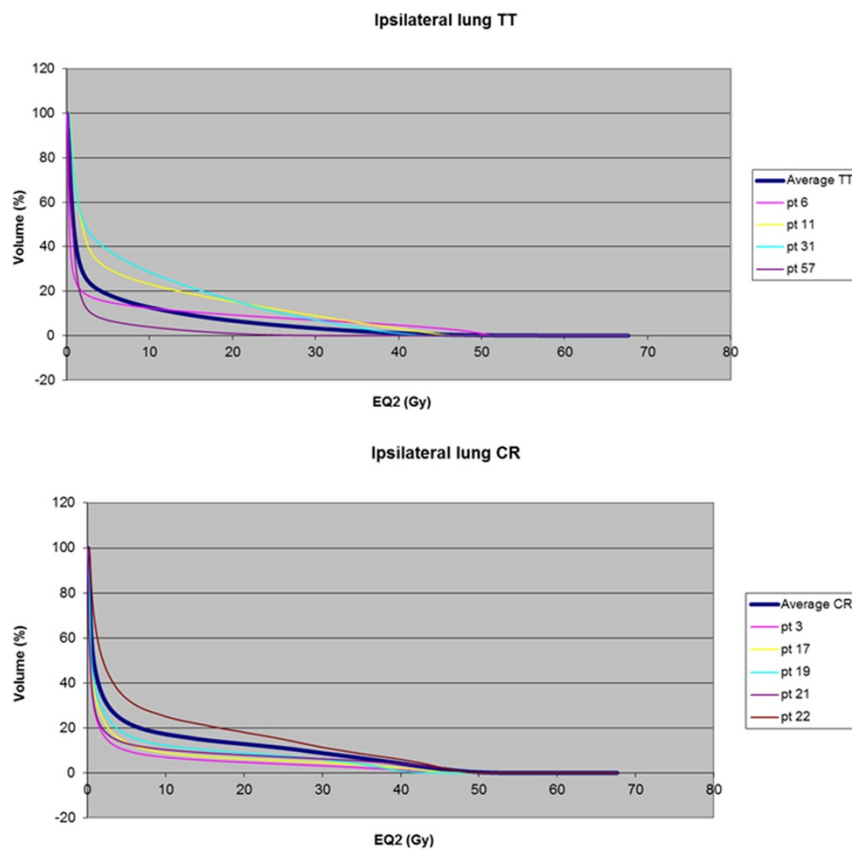 Ipsilateral lung TT
120
100
80
60
40
20
0
-20
Volume (%)
0 10 20 30 40 50 60 70 80
EQ2 (Gy)
Average TT
pt 6
pt 11
pt 31
pt 57
Ipsilateral lung CR
120
100
80
60
40
20
0
-20
Volume (%)
0 10 20 30 40 50 60 70 80
EQ2 (Gy)
Average CR
pt 3
pt 17
pt 19
pt 21
pt 22